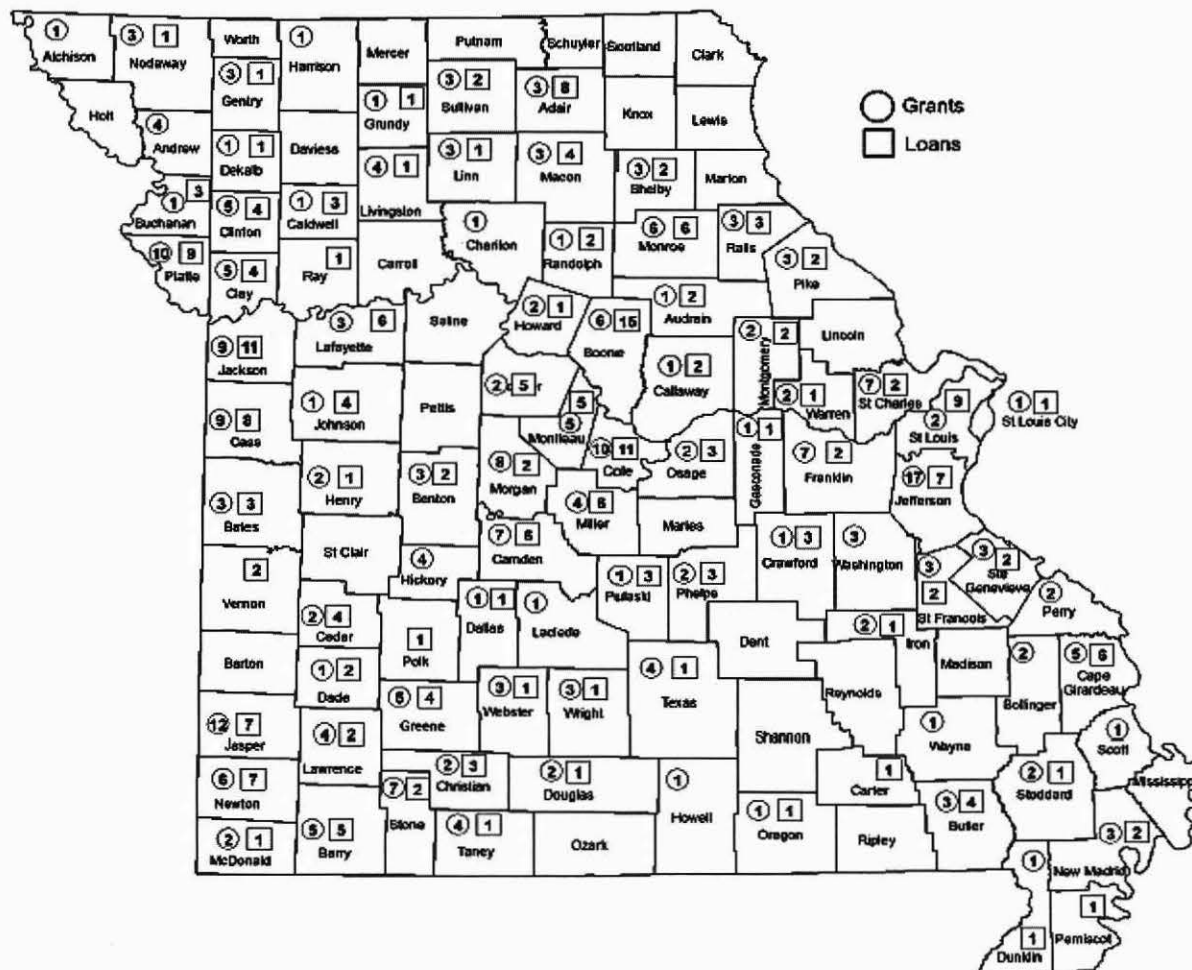 1
Atchison
3 1
Nodaway
Worth
1
Harrison
Mercer
Putnam
Schuyler
Scotland
Clark
Grants
Loans
Holt
3 1
Gentry
1 1
Grundy
3 2
Sullivan
3 8
Adair
Knox
Lewis
4
Andrew
1 1
Dekalb
Daviess
4 1
Livingston
3 1
Linn
3 4
Macon
3 2
Shelby
Marion
1 3
Buchanan
5 4
Clinton
1 3
Caldwell
1
Chariton
1 2
Randolph
6 6
Monroe
3 3
Ralls
10 9
Platte
5 4
Clay
1
Ray
Carroll
3 2
Pike
9 11
Jackson
3 6
Lafayette
Saline
2 1
Howard
6 15
Boone
1 2
Audrain
2 2
Montgomery
Lincoln
9 8
Cass
1 4
Johnson
Pettis
2 5
5
5
Moniteau
1 2
Callaway
2 1
Warren
7 2
St Charles
9
2
St Louis
1 1
St Louis City
10 11
Cole
2 3
Osage
1 1
Gasconade
7 2
Franklin
17 7
Jefferson
3 3
Bates
2 1
Henry
3 2
Benton
8 2
Morgan
4 6
Miller
Maries
2
Vernon
St Clair
4
Hickory
7 6
Camden
1 3
Pulaski
2 3
Phelps
1 3
Crawford
3
Washington
3
2
St Francois
3 2
Ste
Genevieve
2
Perry
Barton
2 4
Cedar
1
Polk
1 1
Dallas
1
Laclede
Dent
2 1
Iron
Madison
2
Bollinger
5 6
Cape
Girardeau
12 7
Jasper
1 2
Dade
4
Greene
3 1
Webster
3 1
Wright
4 1
Texas
Shannon
Reynolds
1
Wayne
1
Scott
6 7
Newton
4 2
Lawrence
7 2
Stone
2 3
Christian
2 1
Douglas
1
Howell
1
Carter
2 1
Stoddard
Mississippi
2 1
McDonald
5 5
Barry
4 1
Taney
Ozark
1 1
Oregon
Ripley
3 4
Butler
3 2
New Madrid
1
1
Dunklin
1
Pemiscot